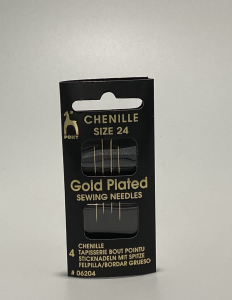 CHENILLE
SIZE 24
PONY
Gold Plated
SEWING NEEDLES
4 CHENILLE
TAPISSERIE BOUT POINTU
STICKNADELN MIT SPITZE
FELPILLA/BORDAR GRUESO
# 06204